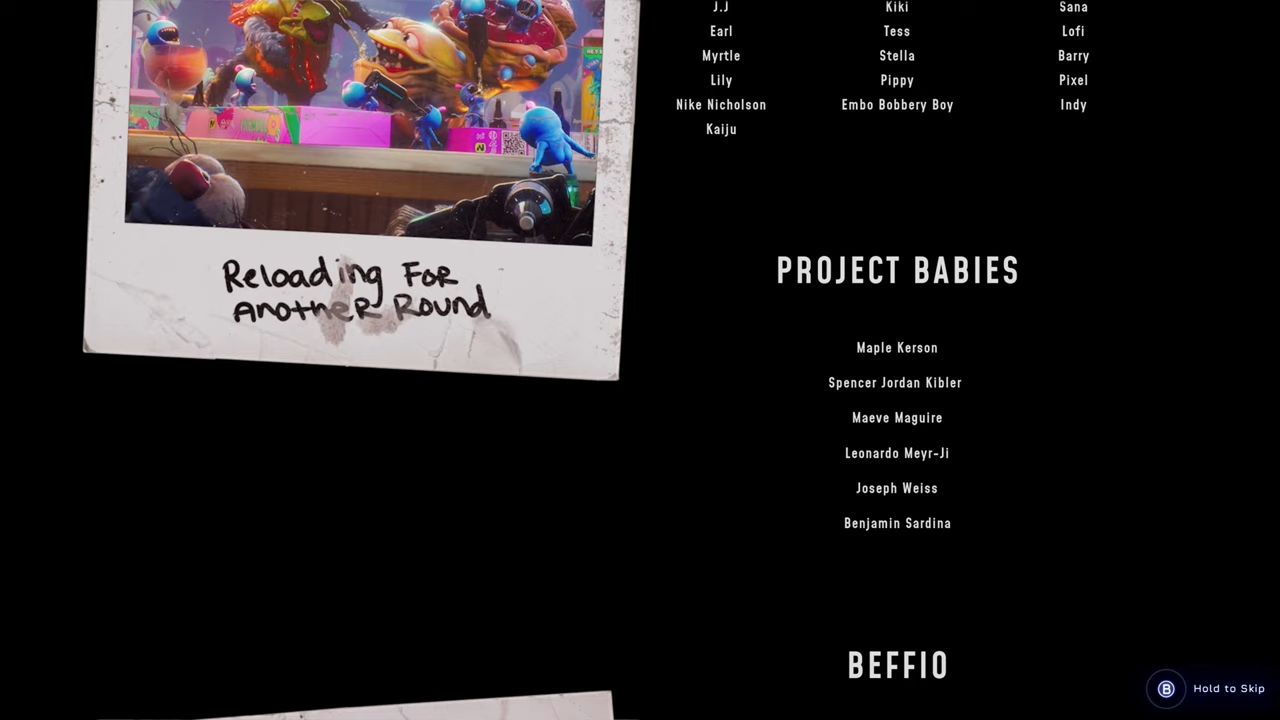 Reloading For
Another Round
J.J Kiki Sana
Earl Tess Lofi
Myrtle Stella Barry
Lily Pippy Pixel
Nike Nicholson Embo Bobbery Boy Indy
Kaiju
PROJECT BABIES
Maple Kerson
Spencer Jordan Kibler
Maeve Maguire
Leonardo Meyr-Ji
Joseph Weiss
Benjamin Sardina
BEFFIO
B Hold to Skip